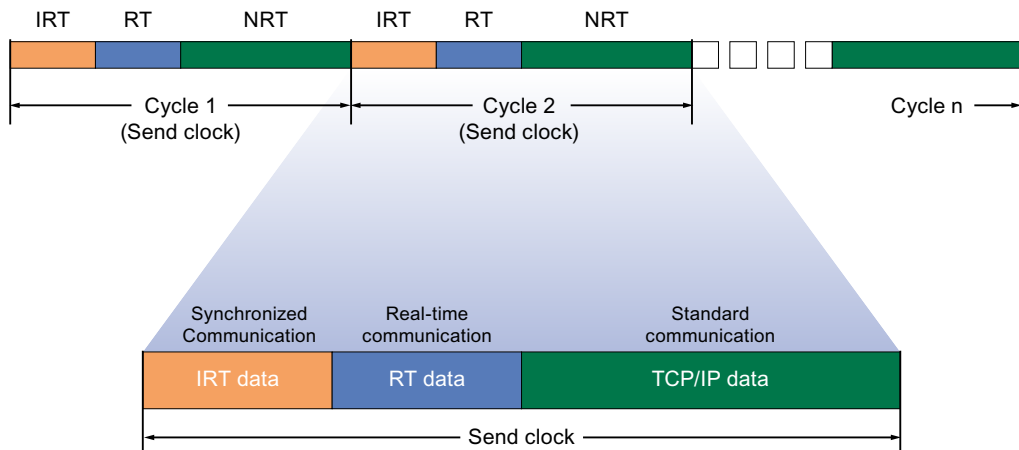 IRT RT NRT IRT RT NRT
Cycle 1 Cycle 2 Cycle n
(Send clock) (Send clock)
Synchronized Real-time Standard
Communication communication communication
IRT data RT data TCP/IP data
Send clock